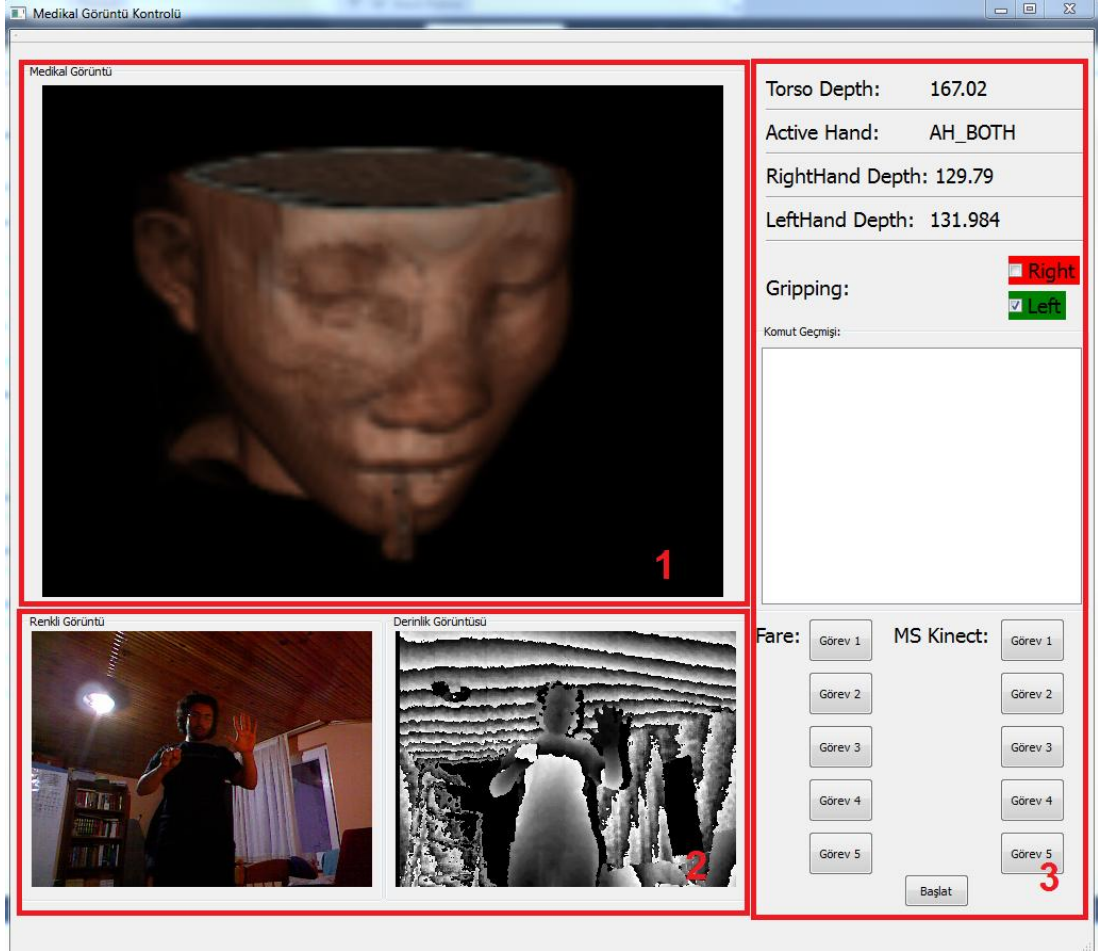 Medikal Görüntü Kontrolü
Medikal Görüntü
1
Renkli Görüntü
Derinlik Görüntüsü
2
Torso Depth: 167.02
Active Hand: AH_BOTH
RightHand Depth: 129.79
LeftHand Depth: 131.984
Gripping:
Right
Left
Komut Geçmişi:
Fare: Görev 1 MS Kinect: Görev 1
Görev 2 Görev 2
Görev 3 Görev 3
Görev 4 Görev 4
Görev 5 Görev 5
3
Başlat